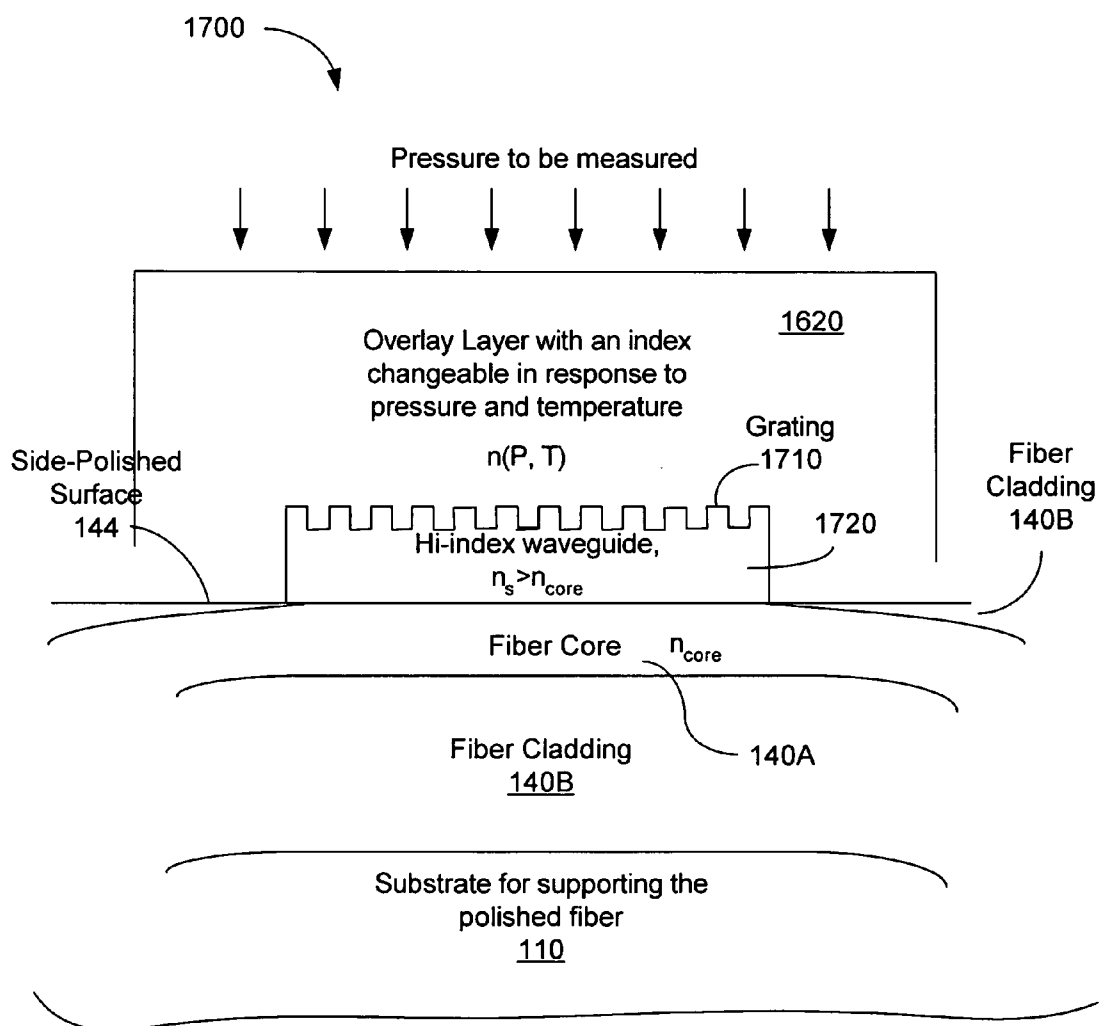 1700
Pressure to be measured
1620
Overlay Layer with an index
changeable in response to
pressure and temperature
n(P, T)
Grating
1710
Side-Polished
Surface
144
Fiber
Cladding
140B
1720
Hi-index waveguide,
n_s>n_core
Fiber Core n_core
140A
Fiber Cladding
140B
Substrate for supporting the
polished fiber
110